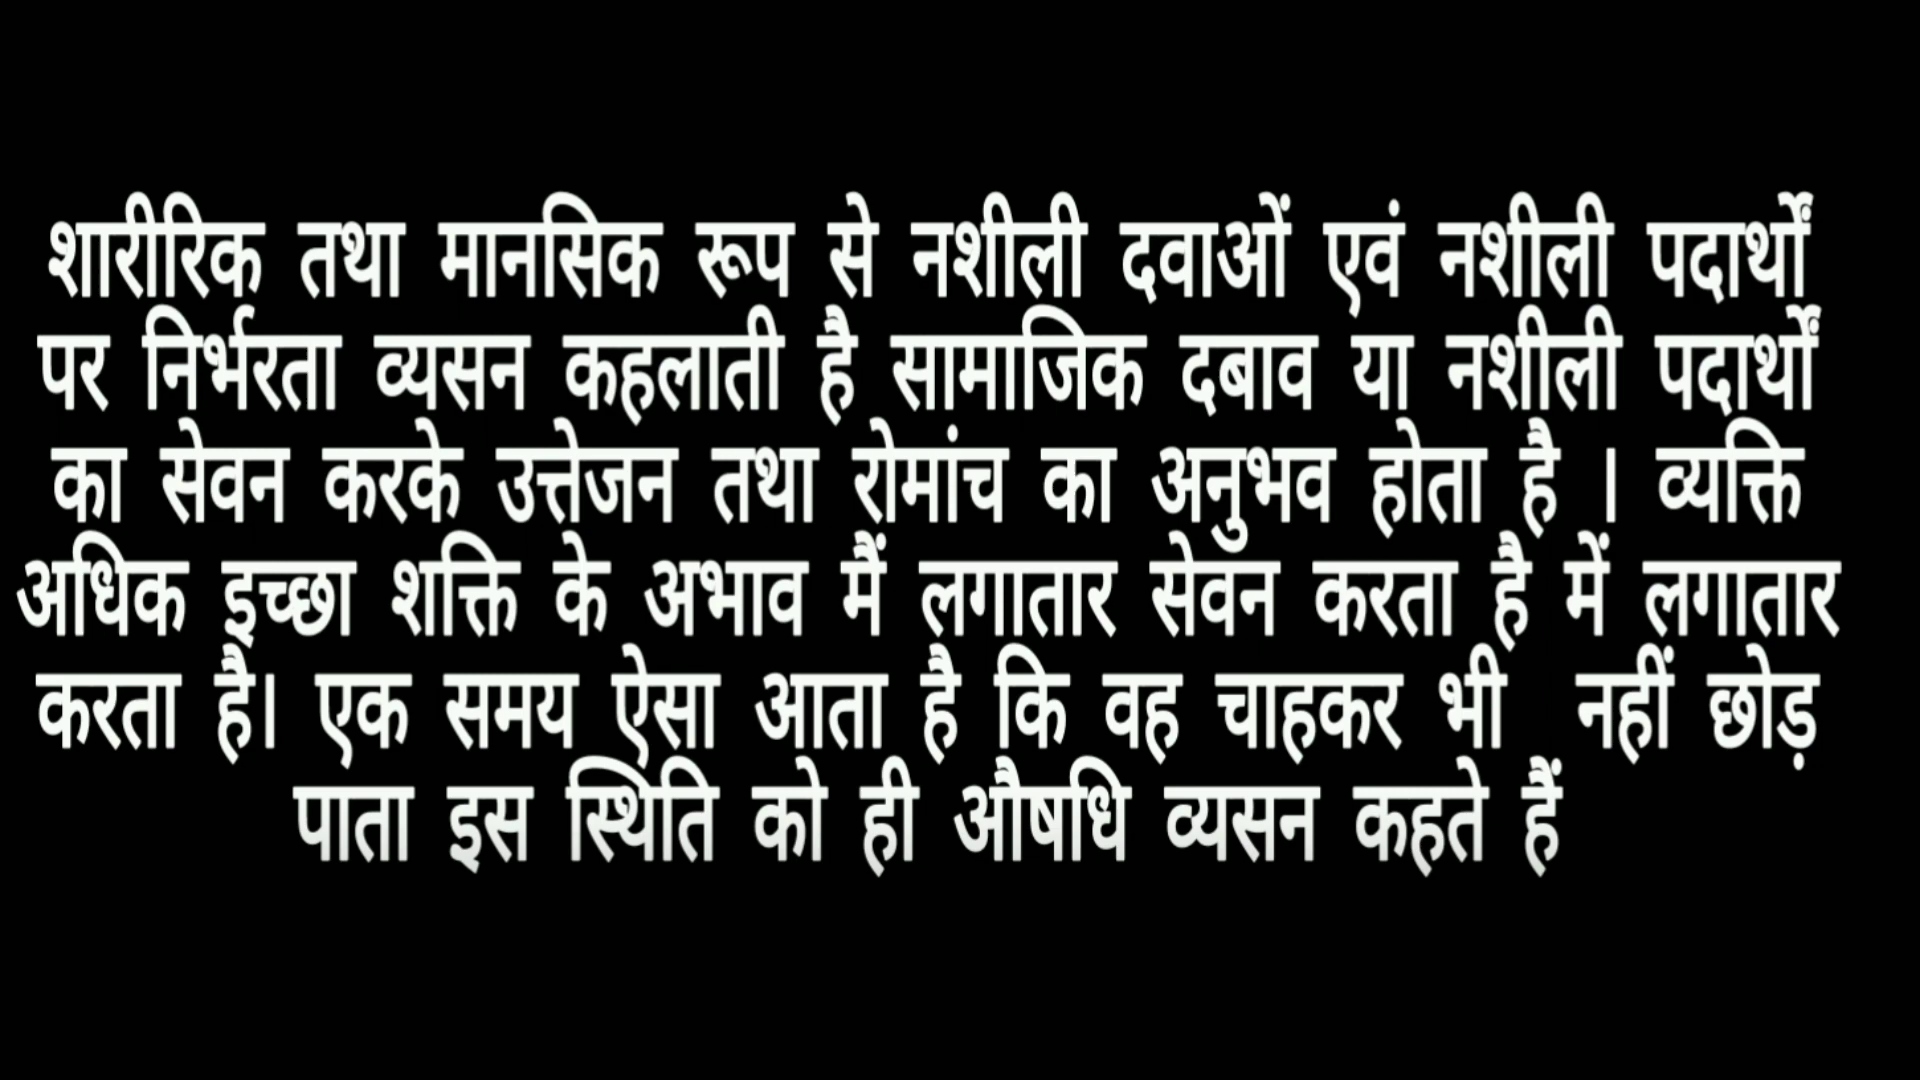 शारीरिक तथा मानसिक रूप से नशीली दवाओं एवं नशीली पदार्थों
पर निर्भरता व्यसन कहलाती है सामाजिक दबाव या नशीली पदार्थों
का सेवन करके उत्तेजन तथा रोमांच का अनुभव होता है । व्यक्ति
अधिक इच्छा शक्ति के अभाव मैं लगातार सेवन करता है में लगातार
करता है। एक समय ऐसा आता है कि वह चाहकर भी नहीं छोड़
पाता इस स्थिति को ही औषधि व्यसन कहते हैं